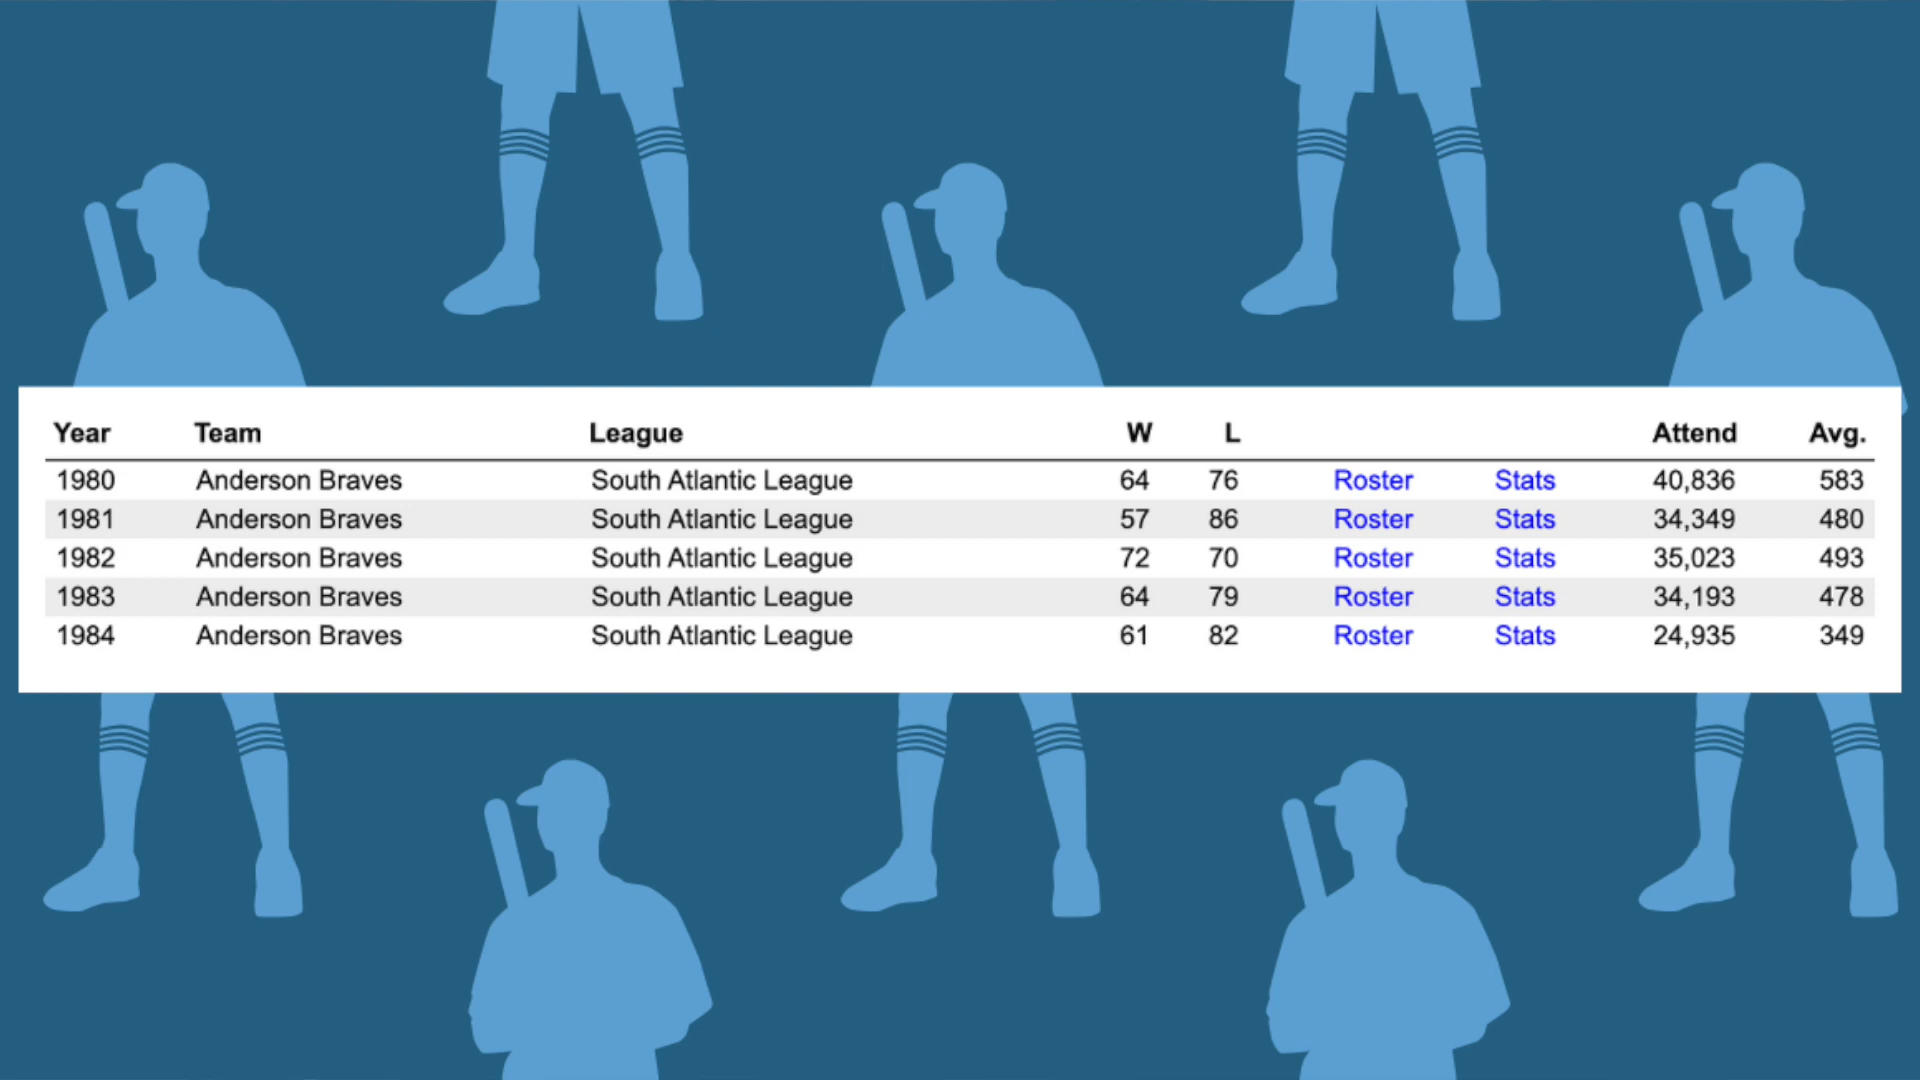 Year Team League W L Attend Avg.
1980 Anderson Braves South Atlantic League 64 76 Roster Stats 40,836 583
1981 Anderson Braves South Atlantic League 57 86 Roster Stats 34,349 480
1982 Anderson Braves South Atlantic League 72 70 Roster Stats 35,023 493
1983 Anderson Braves South Atlantic League 64 79 Roster Stats 34,193 478
1984 Anderson Braves South Atlantic League 61 82 Roster Stats 24,935 349